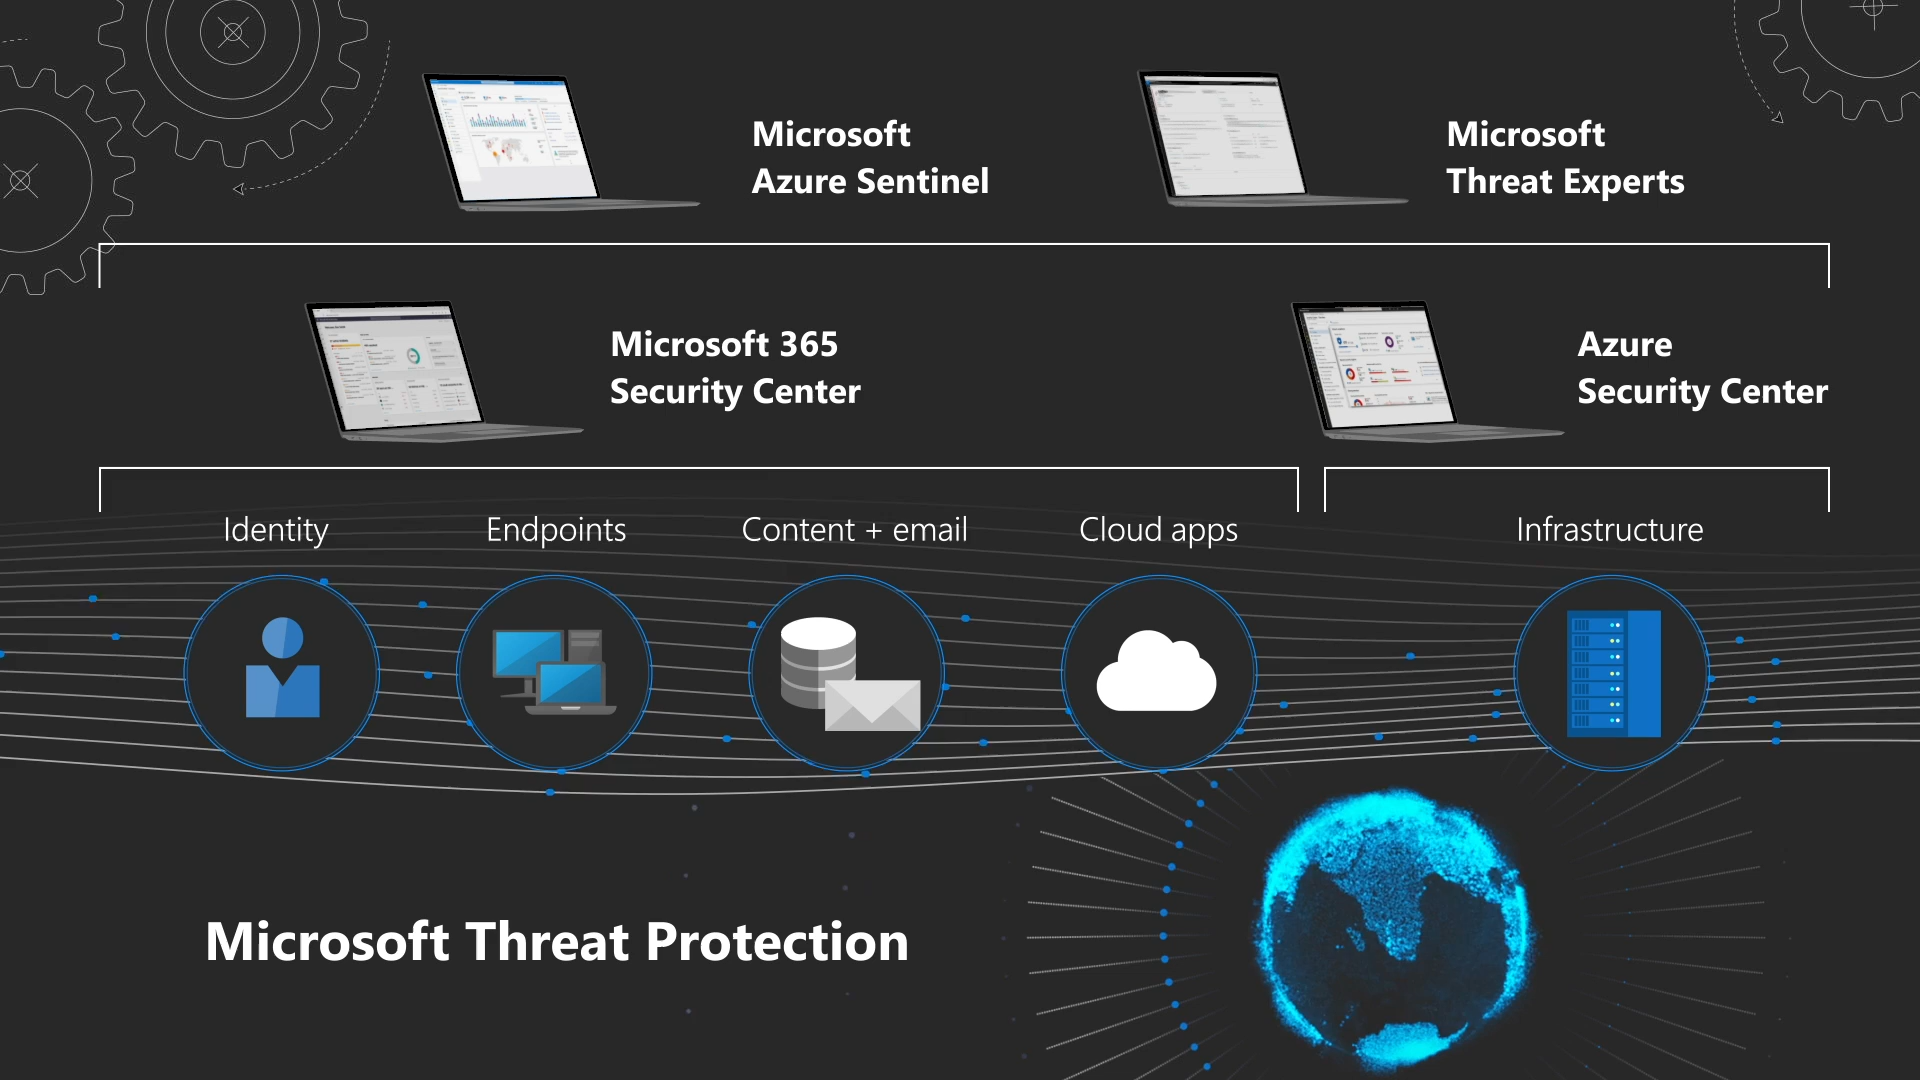 Microsoft
Azure Sentinel
Microsoft
Threat Experts
Microsoft 365
Security Center
Azure
Security Center
Identity
Endpoints
Content + email
Cloud apps
Infrastructure
Microsoft Threat Protection